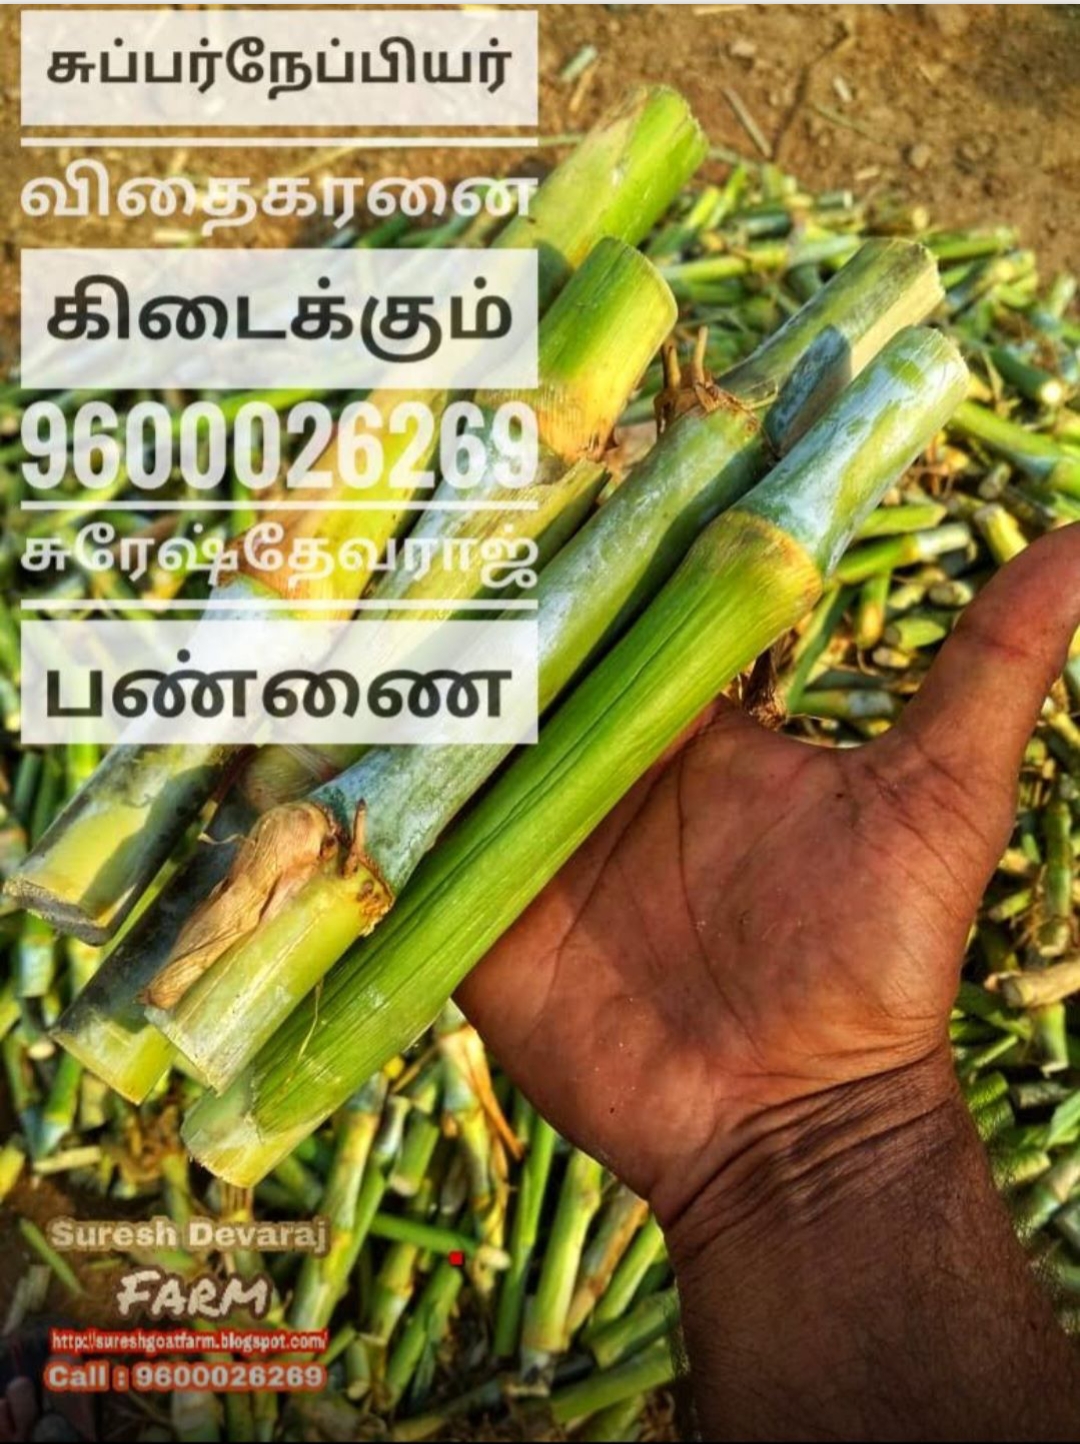 சுப்பர்நேப்பியர்
விதைகரனை
கிடைக்கும்
9600026269
சுரேஷ்தேவராஜ்
பண்ணை
Suresh Devaraj
FARM
http://sureshgoatfarm.blogspot.com/
Call : 9600026269